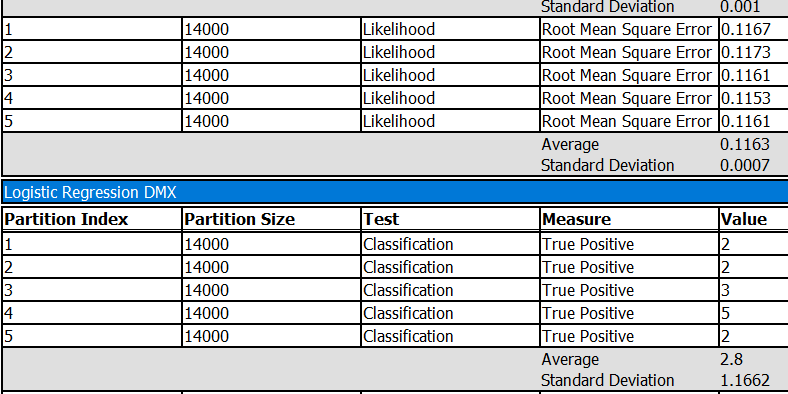 Standard Deviation 0.001
1 14000 Likelihood Root Mean Square Error 0.1167
2 14000 Likelihood Root Mean Square Error 0.1173
3 14000 Likelihood Root Mean Square Error 0.1161
4 14000 Likelihood Root Mean Square Error 0.1153
5 14000 Likelihood Root Mean Square Error 0.1161
Average 0.1163
Standard Deviation 0.0007
Logistic Regression DMX
Partition Index Partition Size Test Measure Value
1 14000 Classification True Positive 2
2 14000 Classification True Positive 2
3 14000 Classification True Positive 3
4 14000 Classification True Positive 5
5 14000 Classification True Positive 2
Average 2.8
Standard Deviation 1.1662